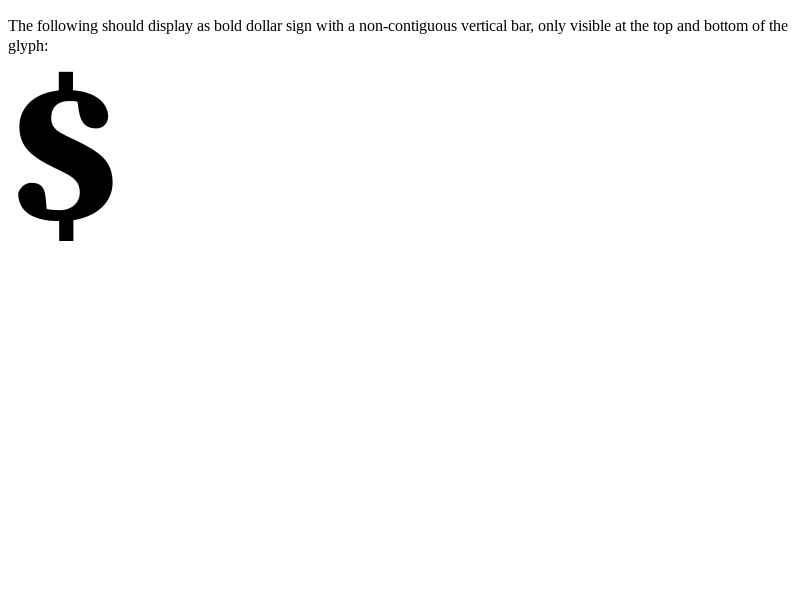 The following should display as bold dollar sign with a non-contiguous vertical bar, only visible at the top and bottom of the
glyph:
$